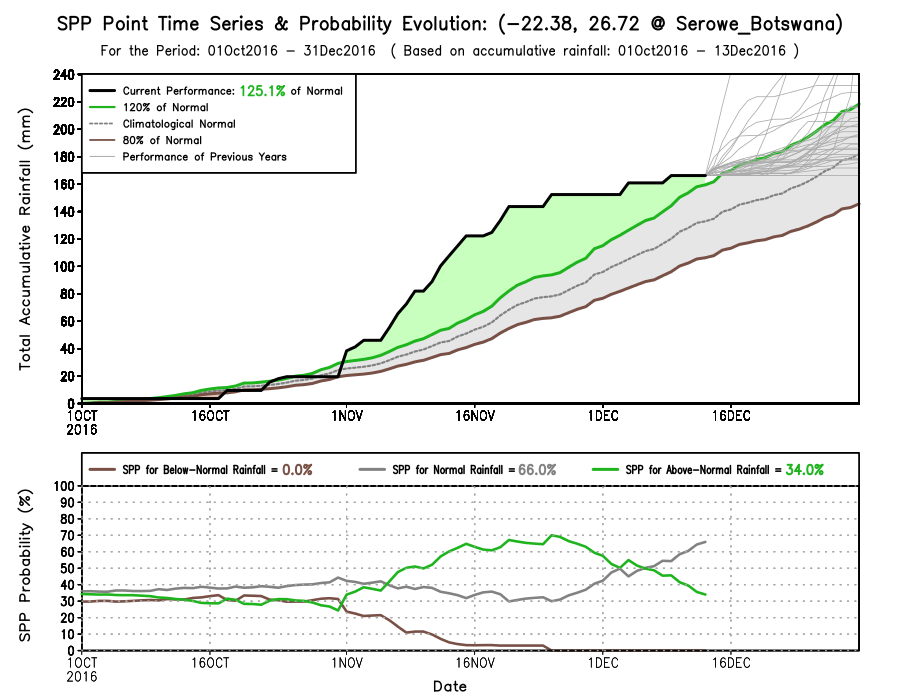 SPP Point Time Series & Probability Evolution: (−22.38, 26.72 @ Serowe_Botswana)
For the Period: 01Oct2016 − 31Dec2016 ( Based on accumulative rainfall: 01Oct2016 − 13Dec2016 )
Total Accumulative Rainfall (mm)
240
220
200
180
160
140
120
100
80
60
40
20
0
Current Performance: 125.1% of Normal
120% of Normal
Climatological Normal
80% of Normal
Performance of Previous Years
1OCT 16OCT 1NOV 16NOV 1DEC 16DEC
2016
SPP for Below−Normal Rainfall = 0.0% SPP for Normal Rainfall = 66.0% SPP for Above−Normal Rainfall = 34.0%
SPP Probability (%)
100
90
80
70
60
50
40
30
20
10
0
1OCT 16OCT 1NOV 16NOV 1DEC 16DEC
2016
Date